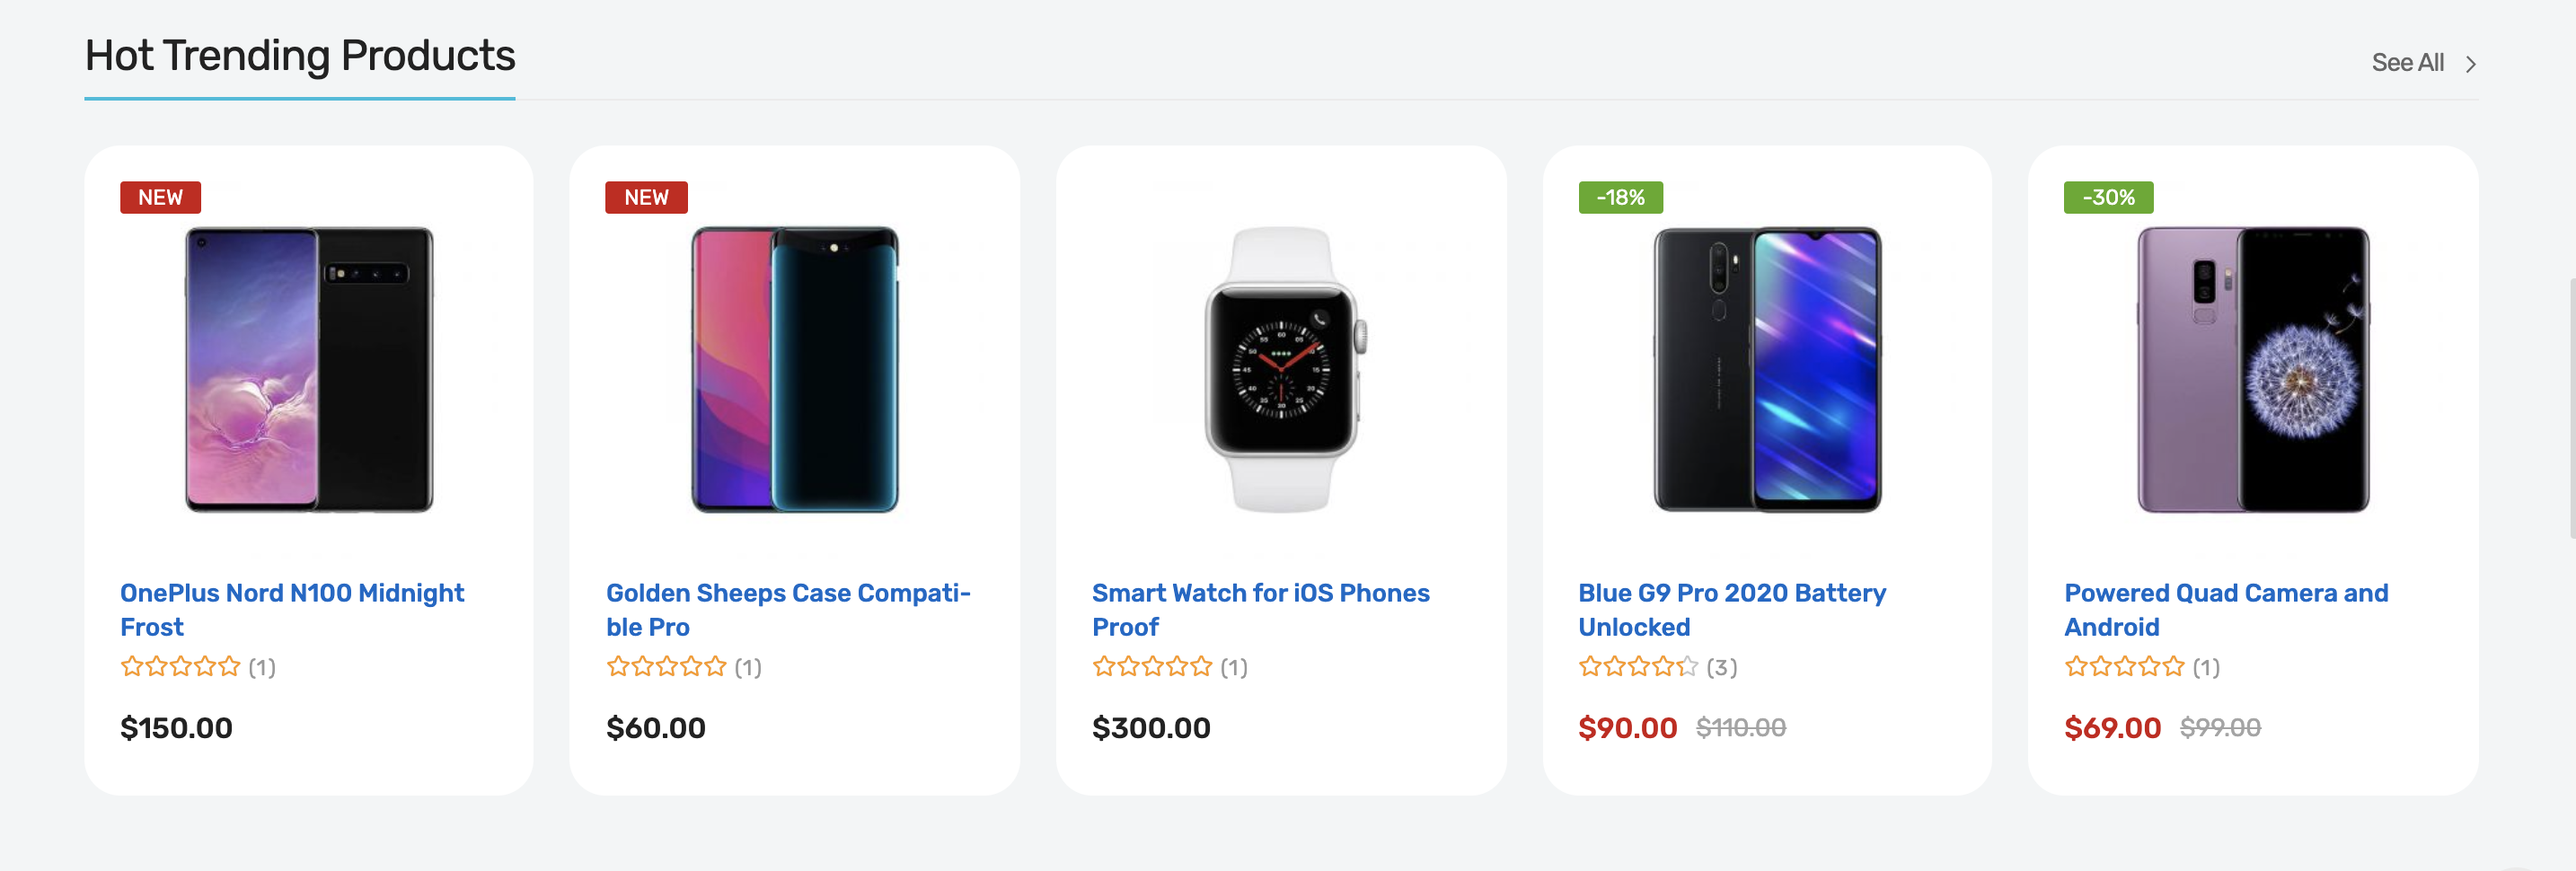 Hot Trending Products
See All
NEW
OnePlus Nord N100 Midnight
Frost
(1)
$150.00
NEW
Golden Sheeps Case Compati-
ble Pro
(1)
$60.00
Smart Watch for iOS Phones
Proof
(1)
$300.00
-18%
Blue G9 Pro 2020 Battery
Unlocked
(3)
$90.00 $110.00
-30%
Powered Quad Camera and
Android
(1)
$69.00 $99.00